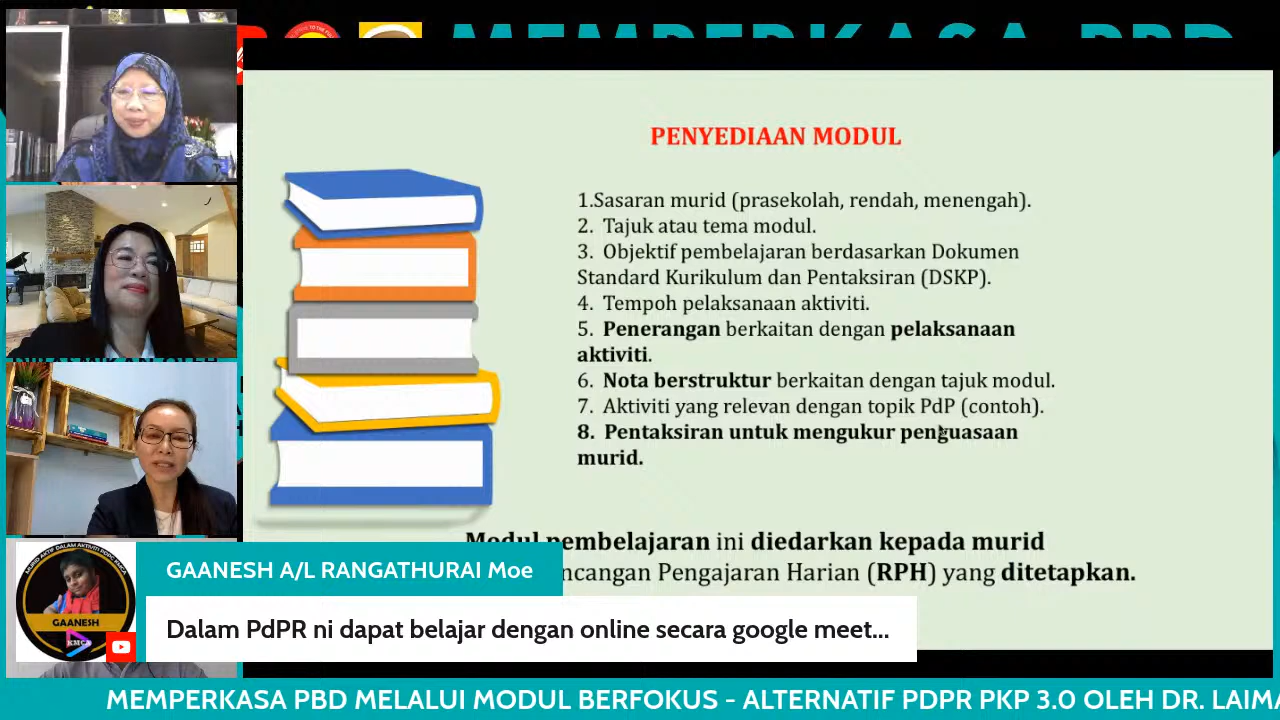 MEMPERKASA PBD
PENYEDIAAN MODUL
1.Sasaran murid (prasekolah, rendah, menengah).
2. Tajuk atau tema modul.
3. Objektif pembelajaran berdasarkan Dokumen
Standard Kurikulum dan Pentaksiran (DSKP).
4. Tempoh pelaksanaan aktiviti.
5. Penerangan berkaitan dengan pelaksanaan
aktiviti.
6. Nota berstruktur berkaitan dengan tajuk modul.
7. Aktiviti yang relevan dengan topik PdP (contoh).
8. Pentaksiran untuk mengukur penguasaan
murid.
Modul pembelajaran ini diedarkan kepada murid
Pengajaran Harian (RPH) yang ditetapkan.
GAANESH
KMCA
GAANESH A/L RANGATHURAI Moe
Dalam PdPR ni dapat belajar dengan online secara google meet...
MEMPERKASA PBD MELALUI MODUL BERFOKUS - ALTERNATIF PDPR PKP 3.0 OLEH DR.